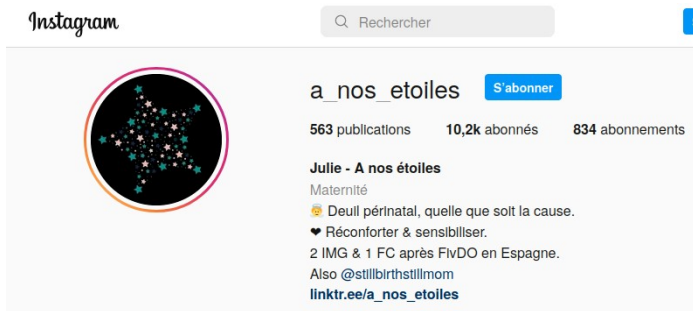 Instagram
Rechercher
a_nos_etoiles S'abonner
563 publications 10,2k abonnés 834 abonnements
Julie - A nos étoiles
Maternité
👼 Deuil périnatal, quelle que soit la cause.
❤ Réconforter & sensibiliser.
2 IMG & 1 FC après FivDO en Espagne.
Also @stillbirthstillmom
linktr.ee/a_nos_etoiles